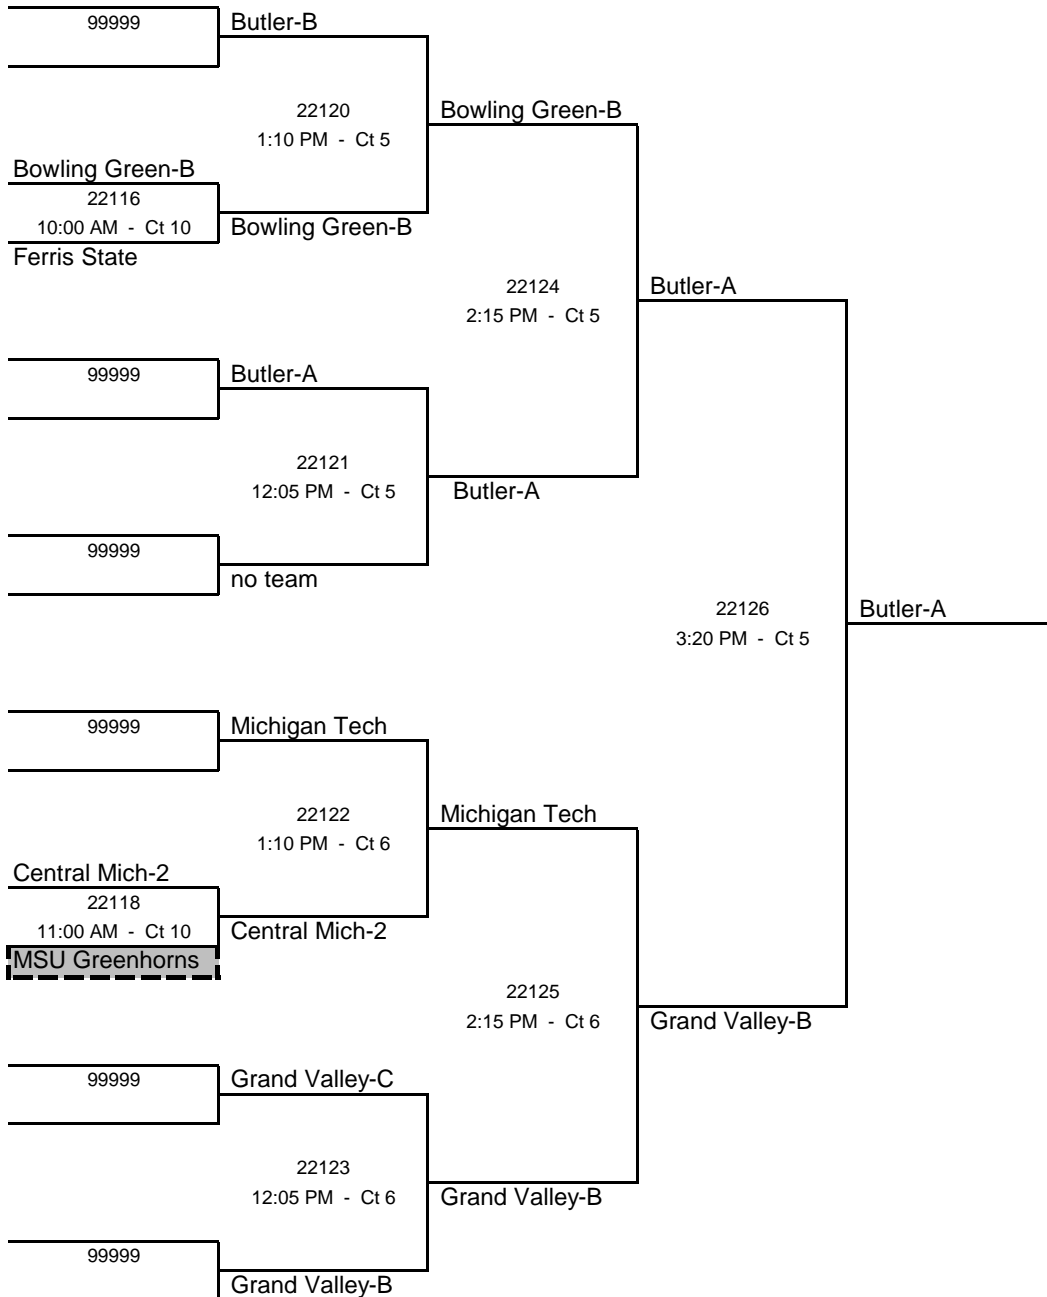 99999
Butler-B
22120
1:10 PM - Ct 5
Bowling Green-B
Bowling Green-B
22116
10:00 AM - Ct 10
Bowling Green-B
Ferris State
22124
2:15 PM - Ct 5
Butler-A
99999
Butler-A
22121
12:05 PM - Ct 5
Butler-A
99999
no team
22126
3:20 PM - Ct 5
Butler-A
99999
Michigan Tech
22122
1:10 PM - Ct 6
Michigan Tech
Central Mich-2
22118
11:00 AM - Ct 10
Central Mich-2
MSU Greenhorns
22125
2:15 PM - Ct 6
Grand Valley-B
99999
Grand Valley-C
22123
12:05 PM - Ct 6
Grand Valley-B
99999
Grand Valley-B